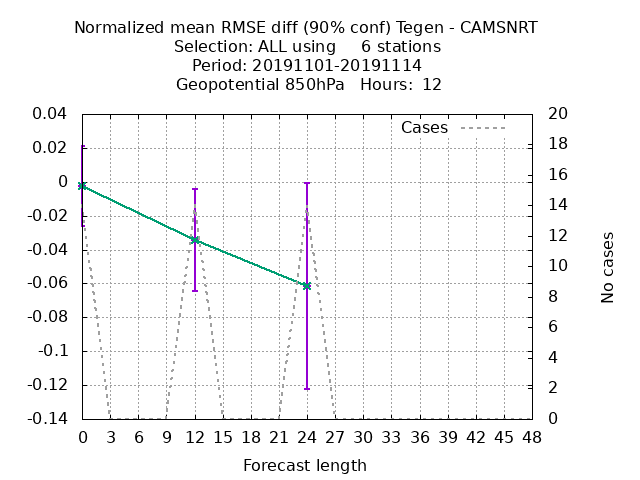 Normalized mean RMSE diff (90% conf) Tegen - CAMSNRT
Selection: ALL using     6 stations
Period: 20191101-20191114
Geopotential 850hPa   Hours:  12
Cases
0.04
0.02
0
-0.02
-0.04
-0.06
-0.08
-0.1
-0.12
-0.14
20
18
16
14
12
10
8
6
4
2
0
No cases
0 3 6 9 12 15 18 21 24 27 30 33 36 39 42 45 48
Forecast length